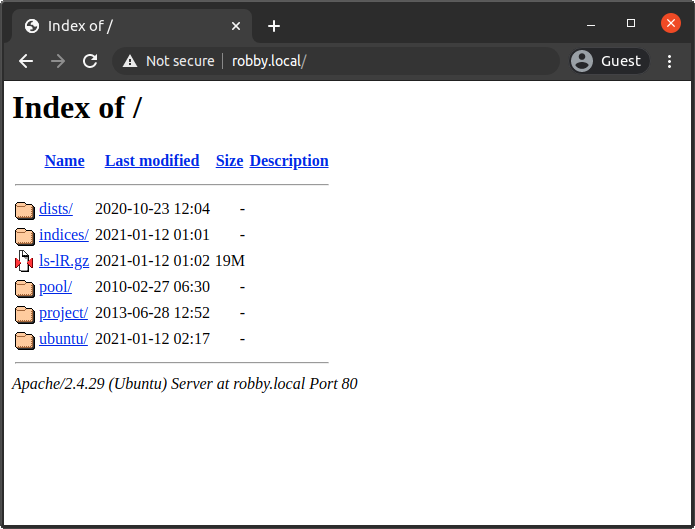 Index of /
Not secure robby.local/
Guest
Index of /
Name Last modified Size Description
dists/ 2020-10-23 12:04 -
indices/ 2021-01-12 01:01 -
ls-lR.gz 2021-01-12 01:02 19M
pool/ 2010-02-27 06:30 -
project/ 2013-06-28 12:52 -
ubuntu/ 2021-01-12 02:17 -
Apache/2.4.29 (Ubuntu) Server at robby.local Port 80